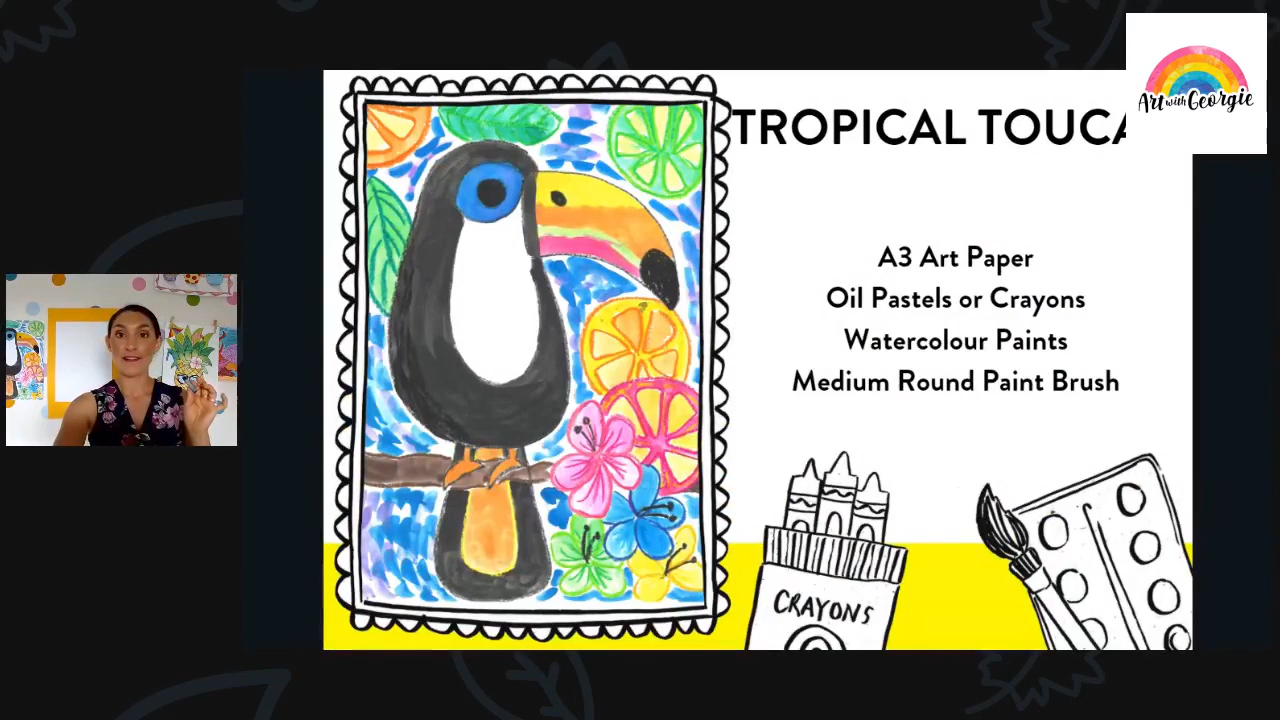 Art with Georgie
TROPICAL TOUCA
A3 Art Paper
Oil Pastels or Crayons
Watercolour Paints
Medium Round Paint Brush
CRAYONS